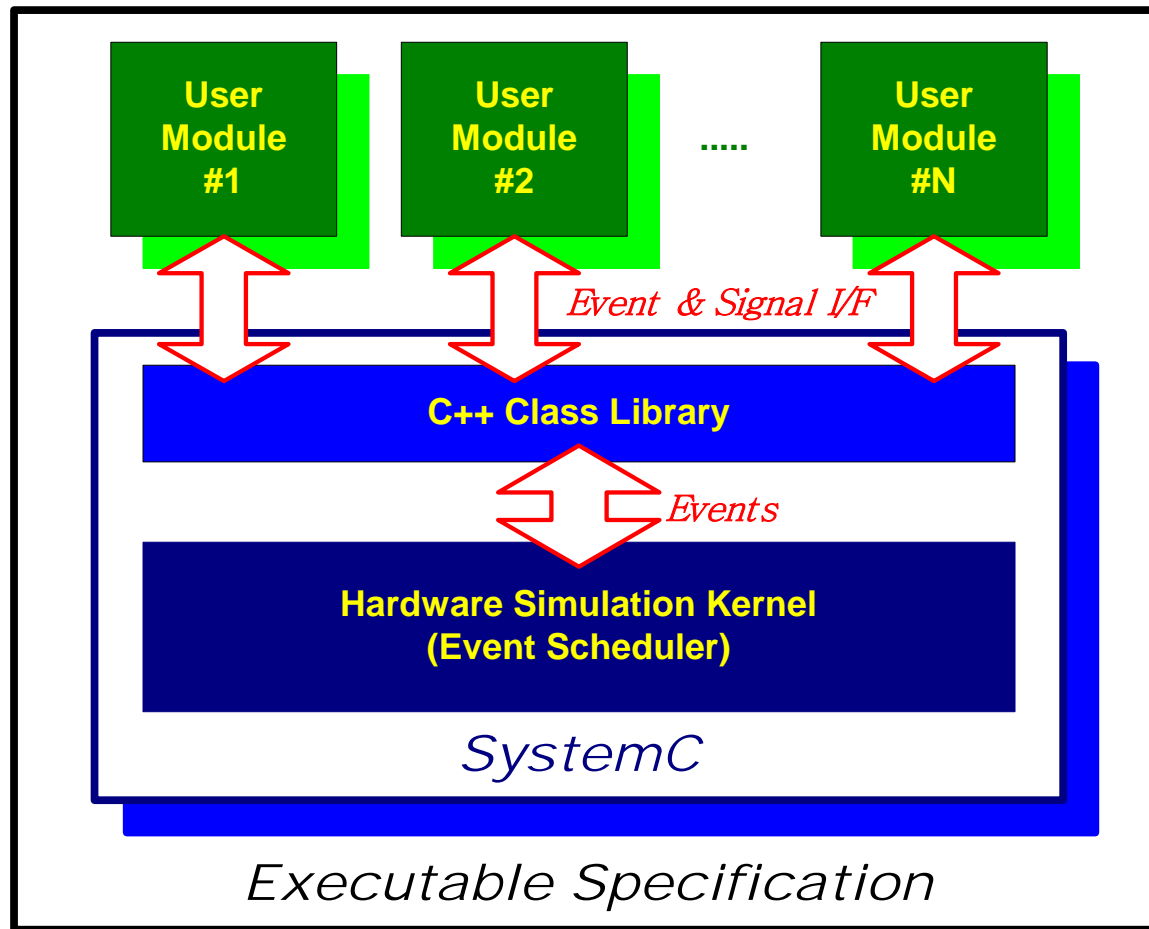 User
Module
#1
User
Module
#2
.....
User
Module
#N
Event & Signal I/F
C++ Class Library
Events
Hardware Simulation Kernel
(Event Scheduler)
SystemC
Executable Specification